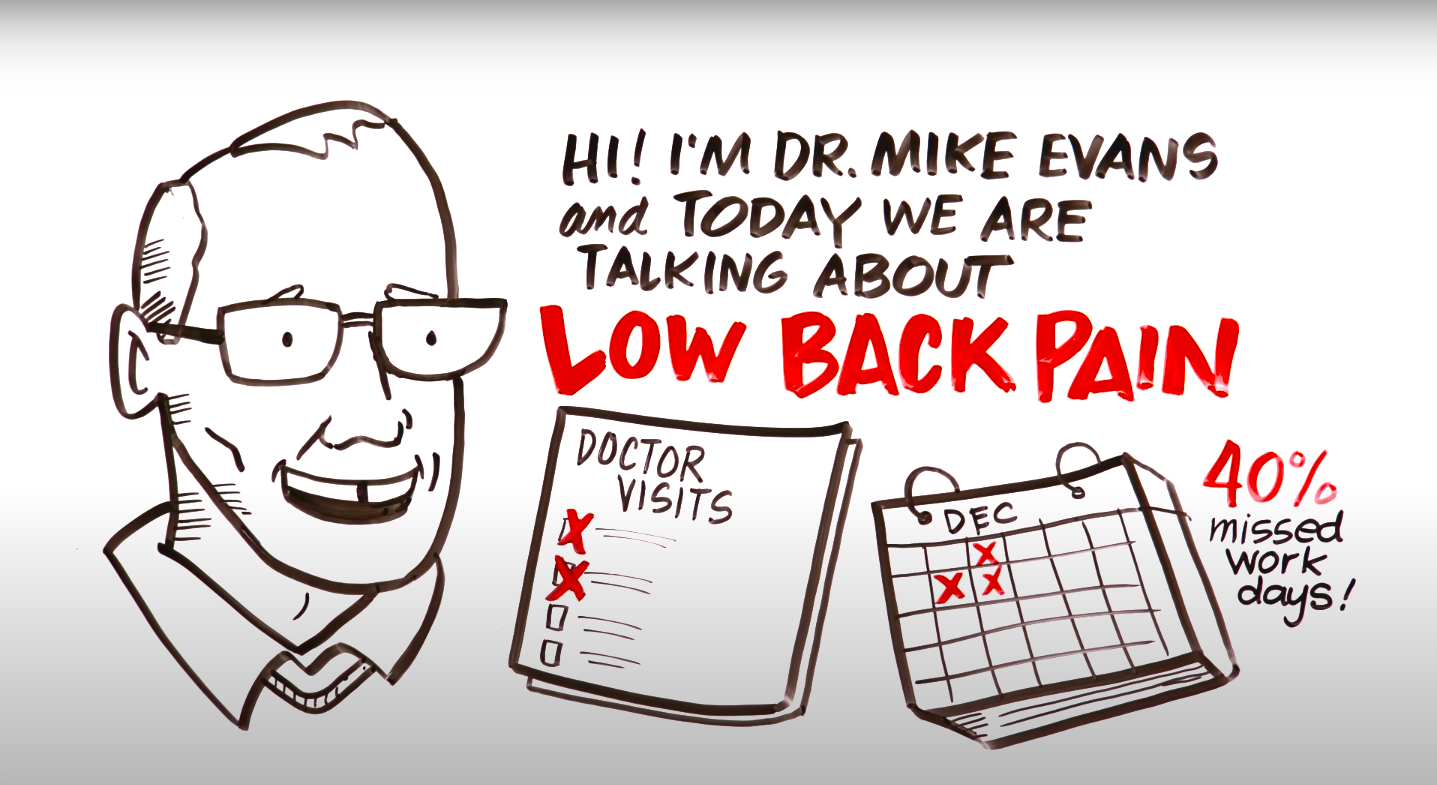 HI! I'M DR. MIKE EVANS
and TODAY WE ARE
TALKING ABOUT
LOW BACK PAIN
DOCTOR
VISITS
DEC
40%
missed
work
days!